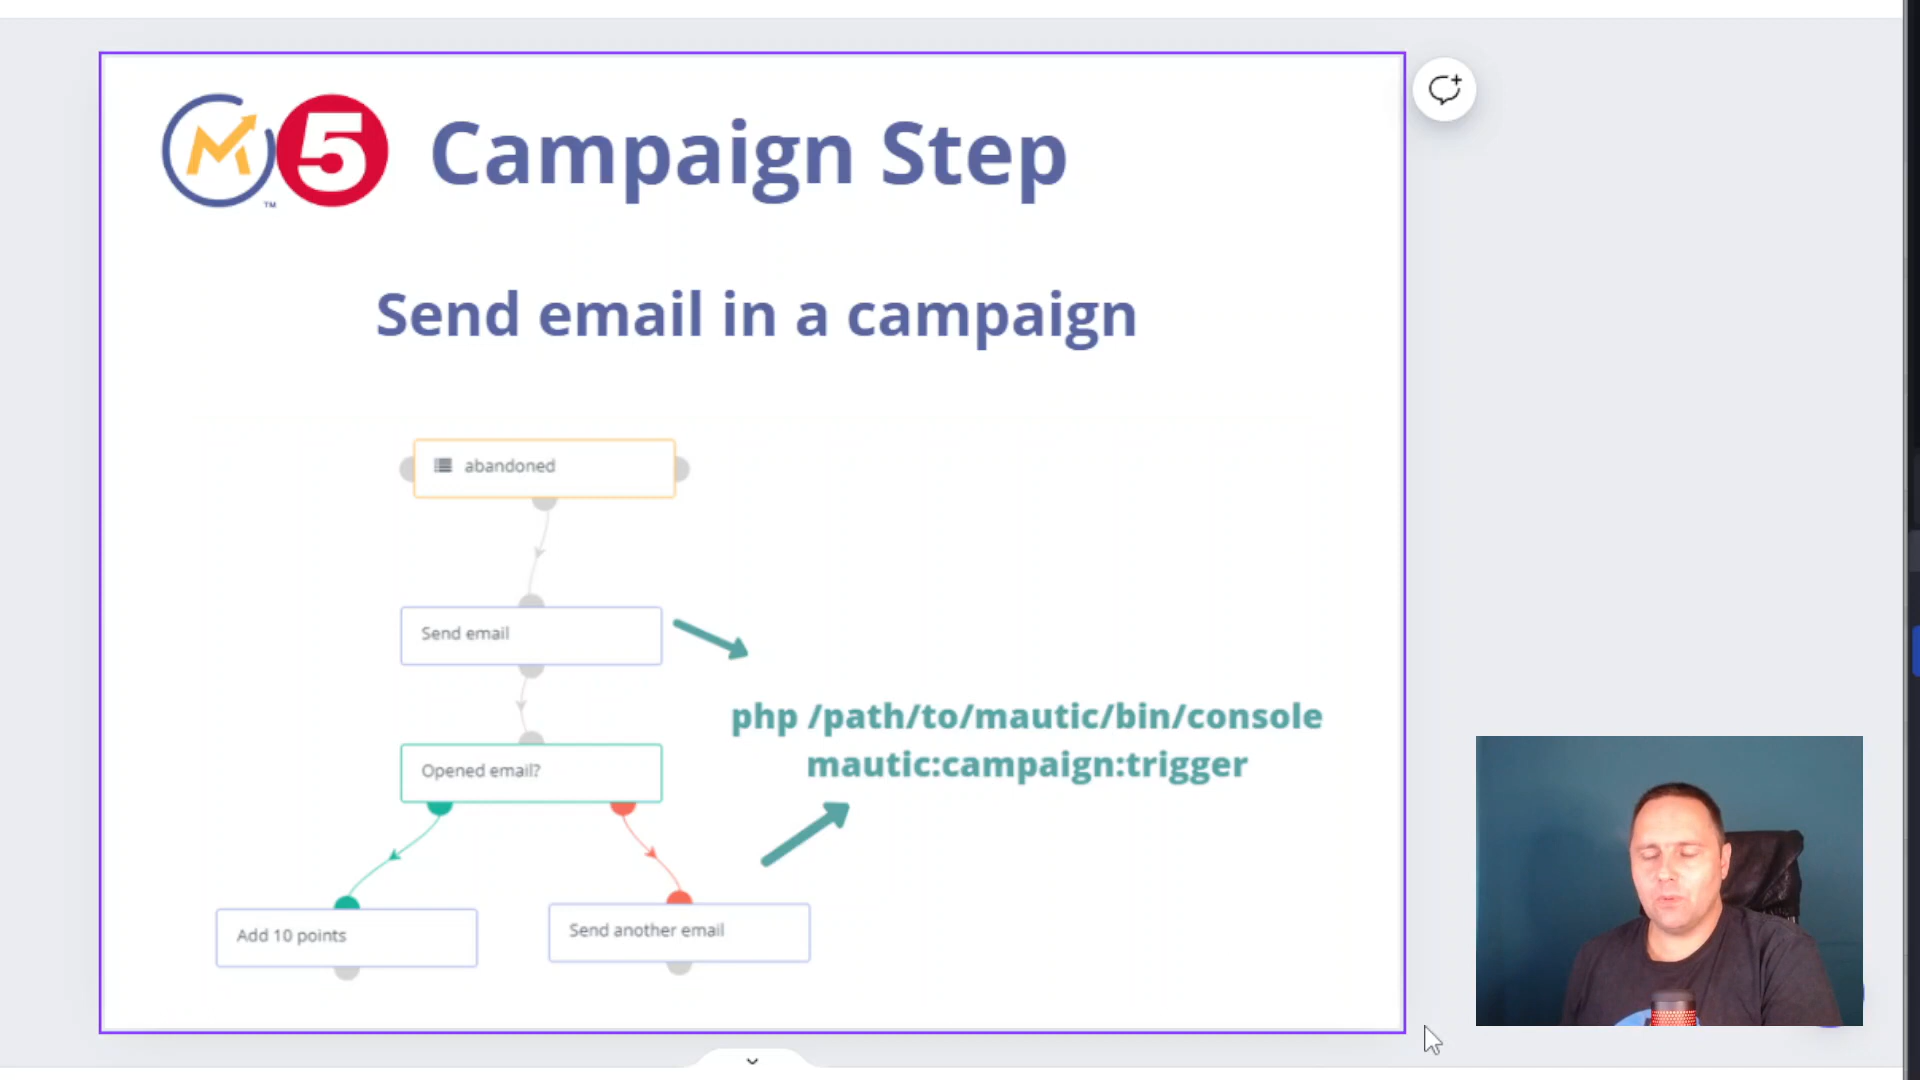 M 5 Campaign Step
TM
Send email in a campaign
abandoned
Send email
php /path/to/mautic/bin/console
mautic:campaign:trigger
Opened email?
Add 10 points
Send another email